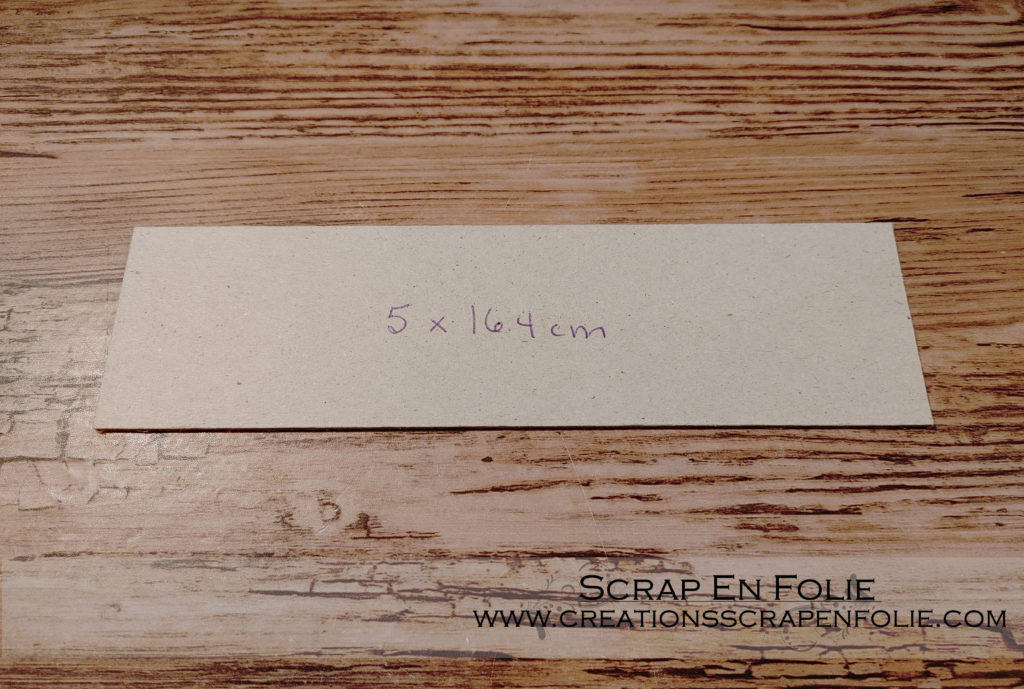 5 x 16.4 cm
Scrap En Folie
www.creationsscrapenfolie.com